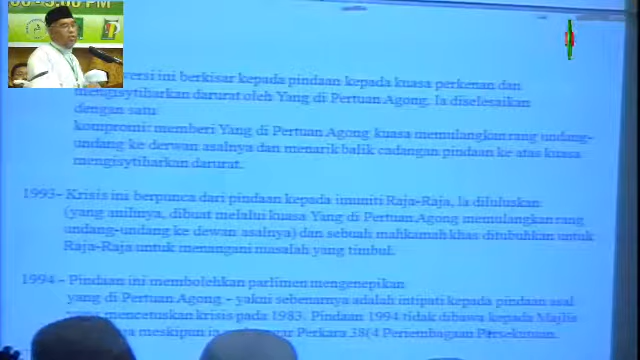 5:00 PM
versi ini berkisar kepada pindaan kepada kuasa perkenan dan
mengisytiharkan darurat oleh Yang di Pertuan Agong. Ia diselesaikan
dengan satu
kompromi: memberi Yang di Pertuan Agong kuasa memulangkan rang undang-
undang ke derwan asalnya dan menarik balik cadangan pindaan ke atas kuasa
mengisytiharkan darurat.
1993- Krisis ini berpunca dari pindaan kepada imuniti Raja-Raja, Ia diluluskan
(yang anihnya, dibuat melalui kuasa Yang di Pertuan Agong memulangkan rang
undang-undang ke dewan asalnya) dan sebuah mahkamah khas ditubuhkan untuk
Raja-Raja untuk menangani masalah yang timbul.
1994 - Pindaan ini membolehkan parlimen mengenepikan
yang di Pertuan Agong - yakni sebenarnya adalah intipati kepada pindaan asal
mencetuskan krisis pada 1983. Pindaan 1994 tidak dibawa kepada Majlis
meskipun ia Perkara 38(4 Perlembagaan Persekutuan.